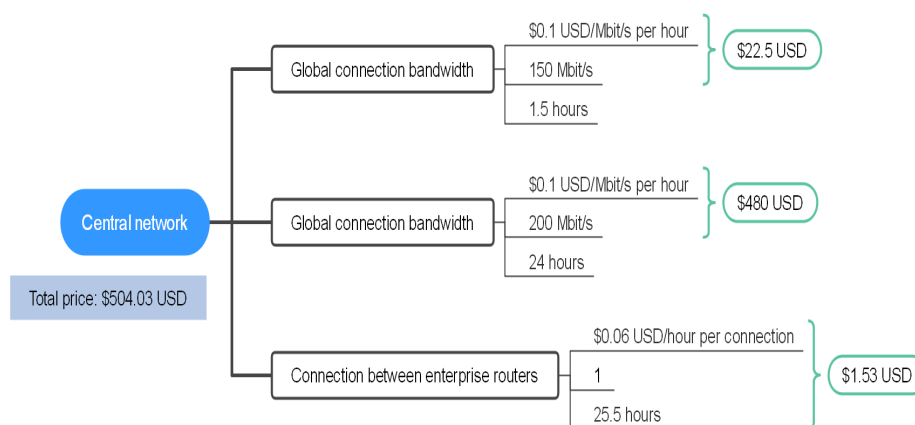 Central network
Total price: $504.03 USD
Global connection bandwidth
$0.1 USD/Mbit/s per hour
150 Mbit/s
1.5 hours
$22.5 USD
Global connection bandwidth
$0.1 USD/Mbit/s per hour
200 Mbit/s
24 hours
$480 USD
Connection between enterprise routers
$0.06 USD/hour per connection
1
25.5 hours
$1.53 USD